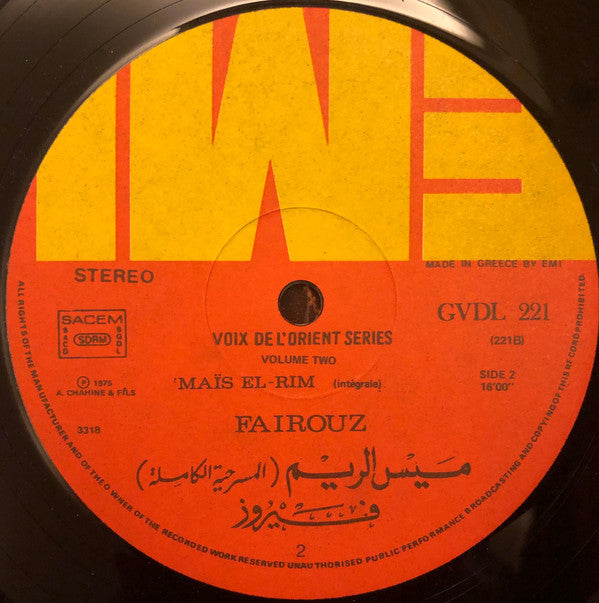 STEREO
MADE IN GREECE BY EMI
SACEM
SACD
SDRM
SGDL
GVDL 221
(221B)
VOIX DE L'ORIENT SERIES
VOLUME TWO
℗ 1975
A. CHAHINE & FILS
'MAÏS EL-RIM (intégrale)
SIDE 2
16'00"
3318
FAIROUZ
ميس الريم (المسرحية الكاملة)
فيروز
2
ALL RIGHTS OF THE MANUFACTURER AND OF THE OWNER OF THE RECORDED WORK RESERVED UNAUTHORISED PUBLIC PERFORMANCE BROADCASTING AND COPYING OF THIS RECORD PROHIBITED.